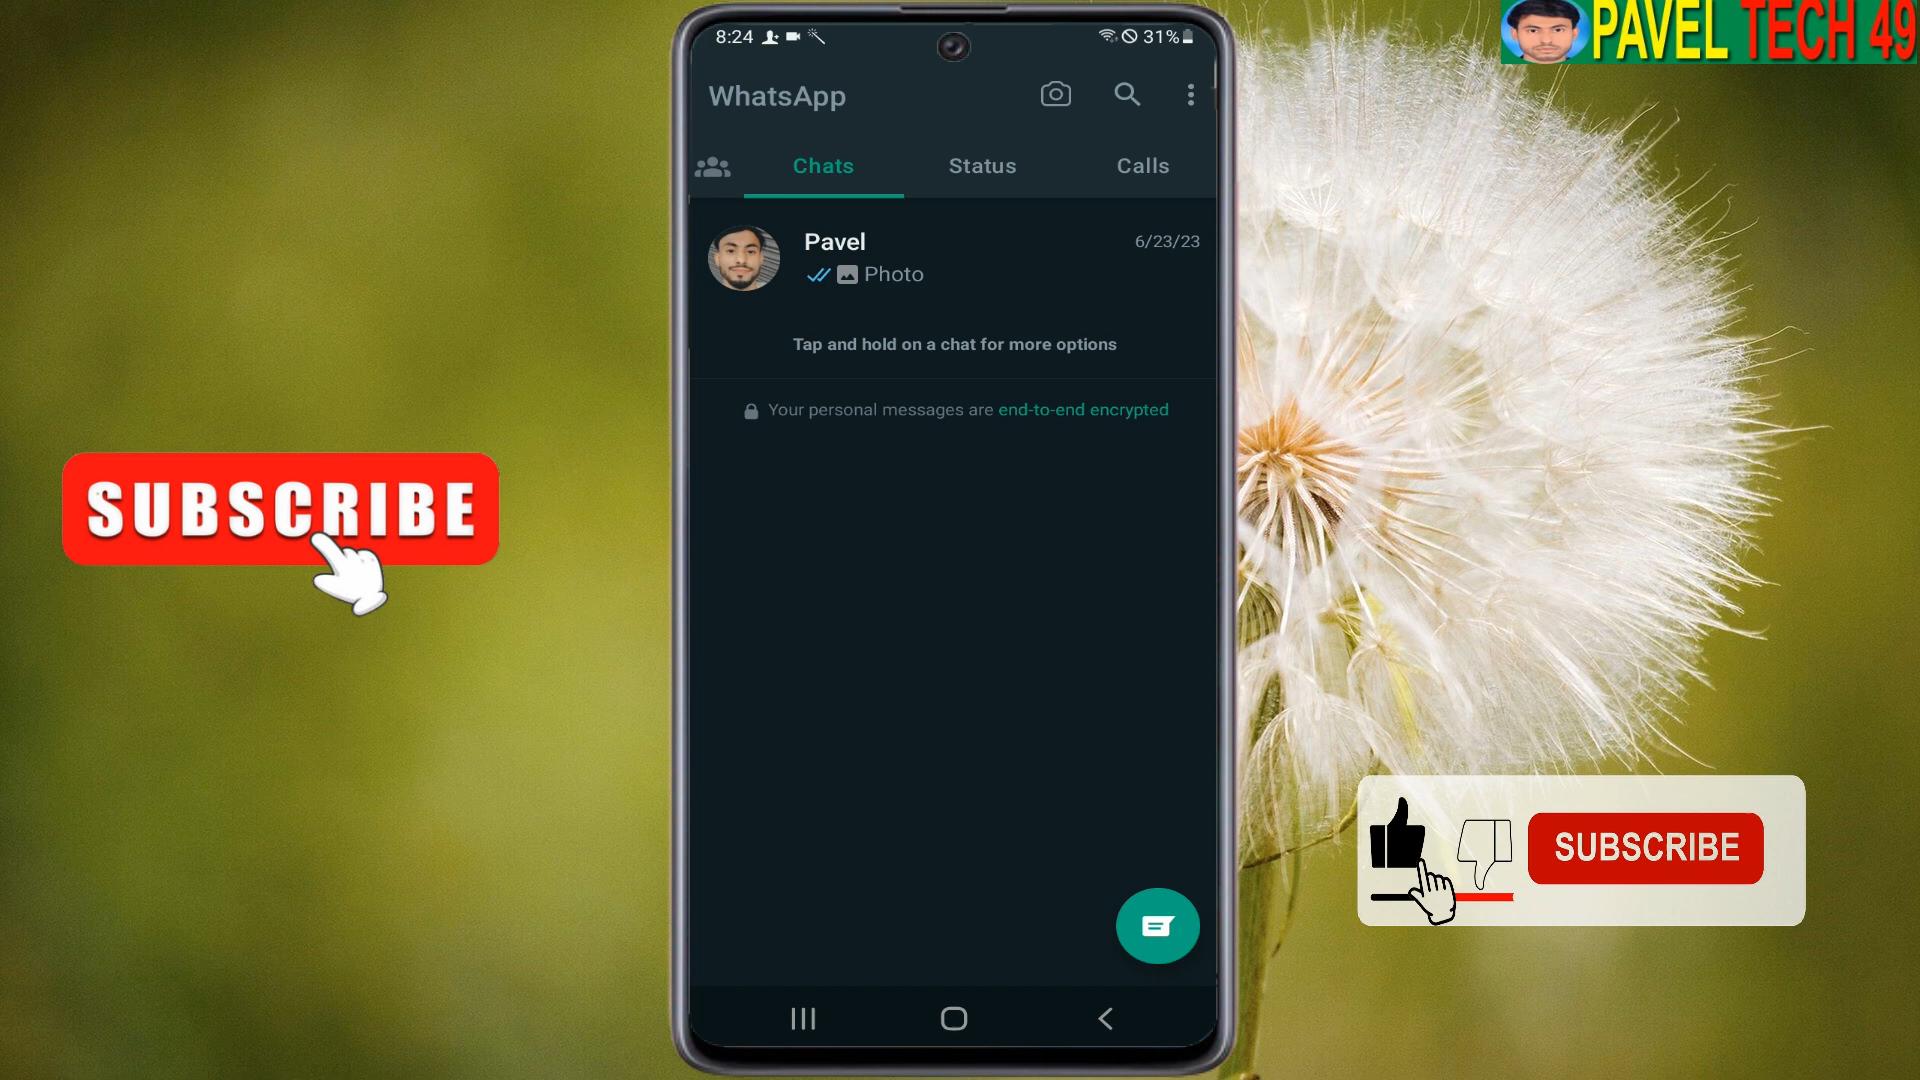 PAVEL TECH 49
8:24
31%
WhatsApp
Chats
Status
Calls
Pavel
6/23/23
Photo
Tap and hold on a chat for more options
Your personal messages are end-to-end encrypted
SUBSCRIBE
SUBSCRIBE